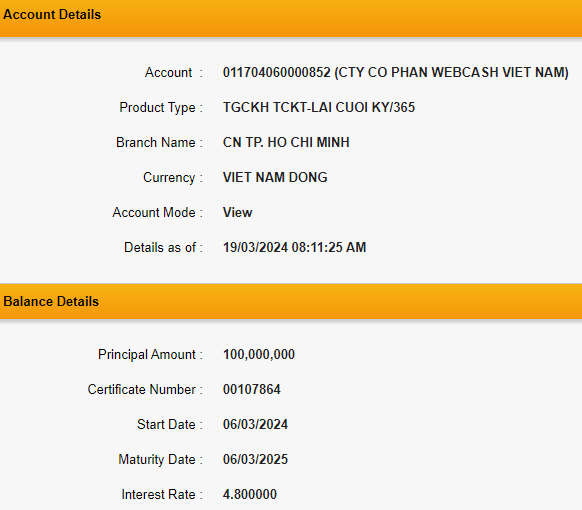 Account Details
Account : 011704060000852 (CTY CO PHAN WEBCASH VIET NAM)
Product Type : TGCKH TCKT-LAI CUOI KY/365
Branch Name : CN TP. HO CHI MINH
Currency : VIET NAM DONG
Account Mode : View
Details as of : 19/03/2024 08:11:25 AM
Balance Details
Principal Amount : 100,000,000
Certificate Number : 00107864
Start Date : 06/03/2024
Maturity Date : 06/03/2025
Interest Rate : 4.800000